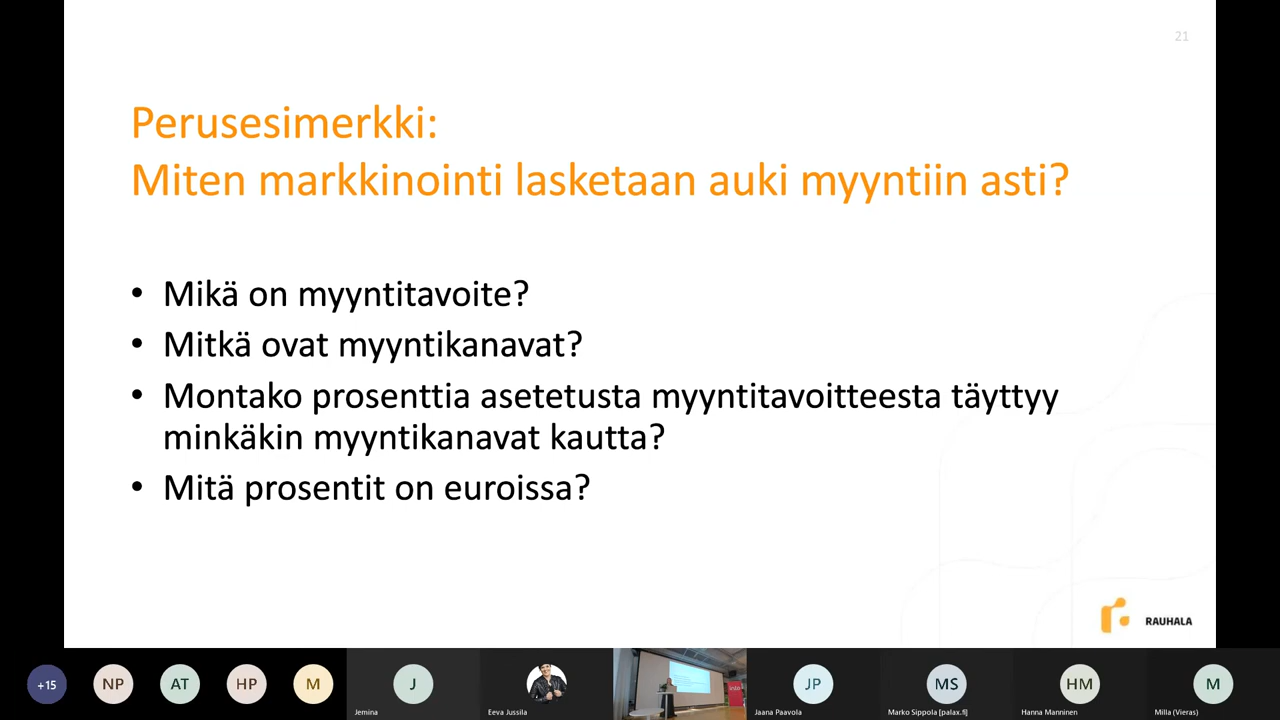 21
Perusesimerkki:
Miten markkinointi lasketaan auki myyntiin asti?
• Mikä on myyntitavoite?
• Mitkä ovat myyntikanavat?
• Montako prosenttia asetetusta myyntitavoitteesta täyttyy
minkäkin myyntikanavat kautta?
• Mitä prosentit on euroissa?
RAUHALA
+15
NP
AT
HP
M
J
JP
MS
HM
M
Jemina
Eeva Jussila
Jaana Paavola
Marko Sippola [palax.fi]
Hanna Manninen
Milla (Vieras)